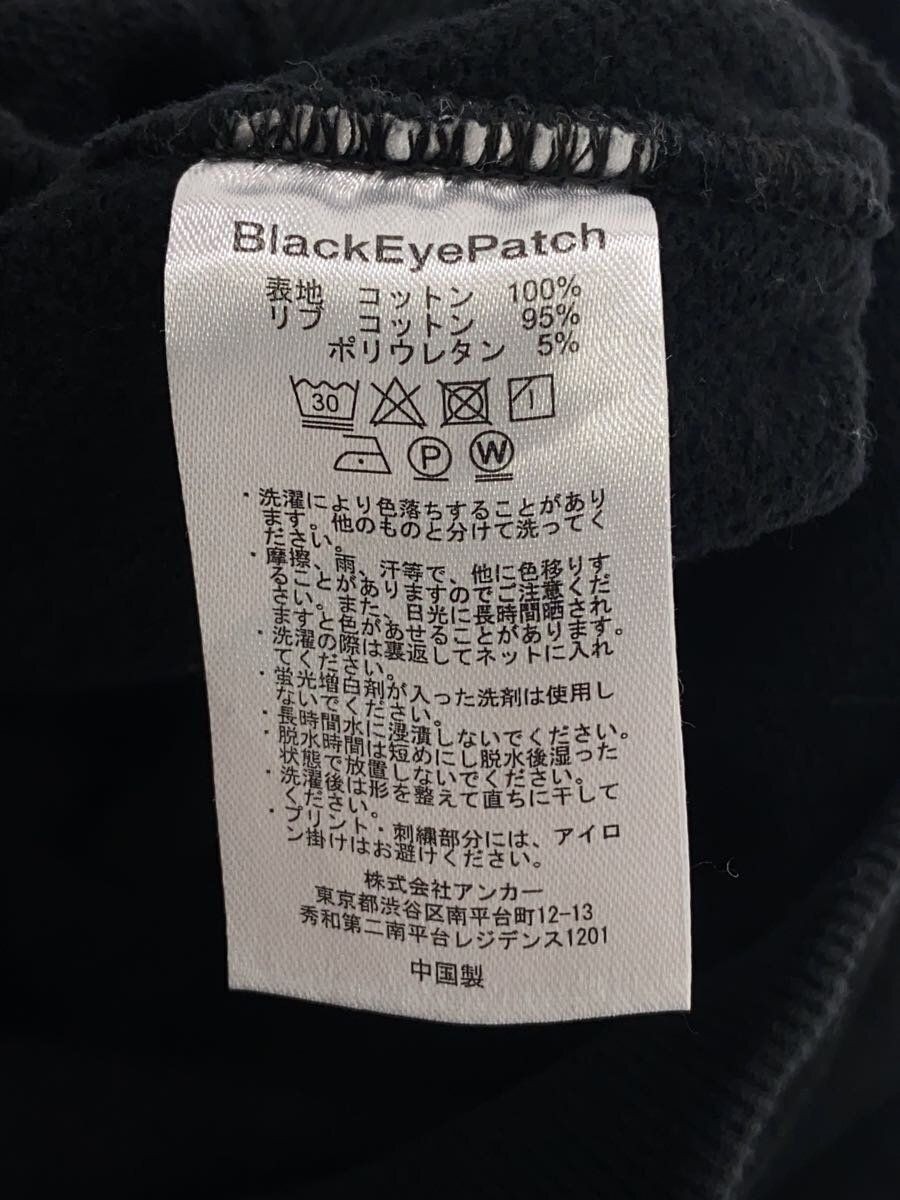 BlackEyePatch
表地 コットン 100%
リブ コットン 95%
ポリウレタン 5%
30
P W
・洗濯により色落ちすることがあり
ます。他のものと分けて洗ってく
ださい。
・摩擦、雨、汗等で、他に色移りす
ることがありますのでご注意くだ
さい。また、日光に長時間晒され
ますと色があせることがあります。
・洗濯の際は裏返してネットに入れ
てください。
・蛍光増白剤が入った洗剤は使用し
ないでください。
・長時間水に浸漬しないでください。
・脱水時間は短めにし脱水後湿った
状態で放置しないでください。
・洗濯後は形を整えて直ちに干して
ください。
・プリント・刺繍部分には、アイロ
ン掛けはお避けください。
株式会社アンカー
東京都渋谷区南平台町12-13
秀和第二南平台レジデンス1201
中国製